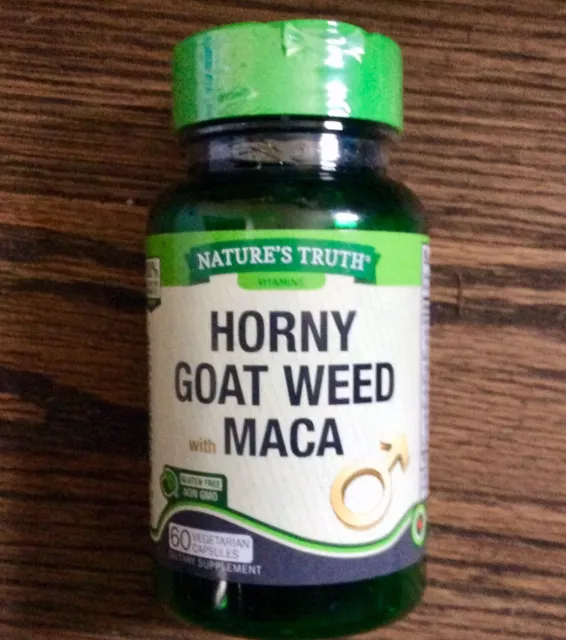 NATURE'S TRUTH®
VITAMINS
HORNY
GOAT WEED
with MACA
GLUTEN FREE
NON GMO
60 VEGETARIAN
CAPSULES
DIETARY SUPPLEMENT